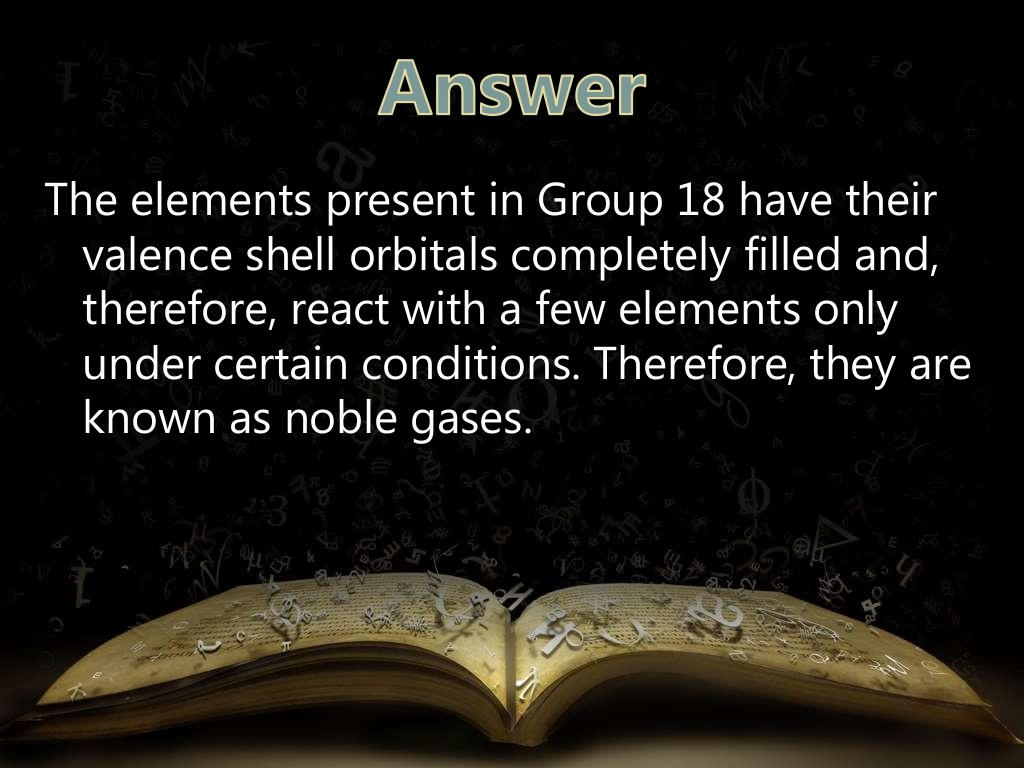 Answer
The elements present in Group 18 have their
valence shell orbitals completely filled and,
therefore, react with a few elements only
under certain conditions. Therefore, they are
known as noble gases.